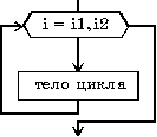 i = i1,i2
тело цикла